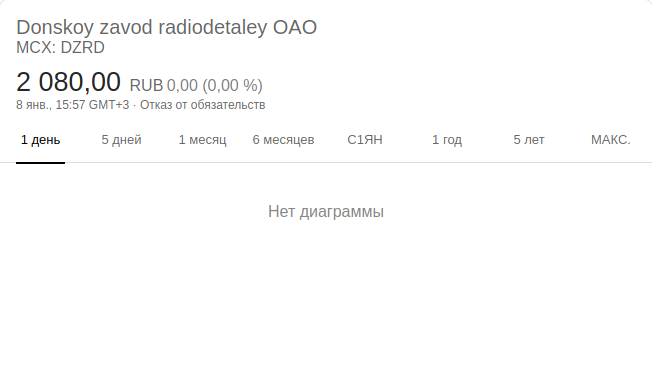 Donskoy zavod radiodetaley OAO
MCX: DZRD
2 080,00 RUB 0,00 (0,00 %)
8 янв., 15:57 GMT+3 · Отказ от обязательств
1 день 5 дней 1 месяц 6 месяцев С1ЯН 1 год 5 лет МАКС.
Нет диаграммы